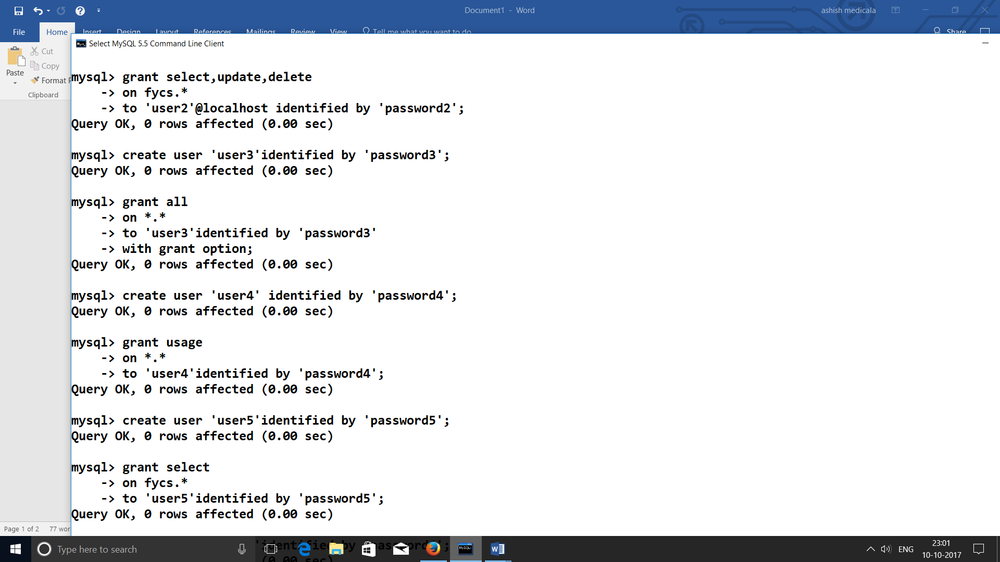 Document1 - Word
ashish medicala
File Home Insert Design Layout References Mailings Review View Tell me what you want to do
Share
Paste
Cut
Copy
Format
Clipboard
Select MySQL 5.5 Command Line Client
mysql> grant select,update,delete
-> on fycs.*
-> to 'user2'@localhost identified by 'password2';
Query OK, 0 rows affected (0.00 sec)
mysql> create user 'user3'identified by 'password3';
Query OK, 0 rows affected (0.00 sec)
mysql> grant all
-> on *.*
-> to 'user3'identified by 'password3'
-> with grant option;
Query OK, 0 rows affected (0.00 sec)
mysql> create user 'user4' identified by 'password4';
Query OK, 0 rows affected (0.00 sec)
mysql> grant usage
-> on *.*
-> to 'user4'identified by 'password4';
Query OK, 0 rows affected (0.00 sec)
mysql> create user 'user5'identified by 'password5';
Query OK, 0 rows affected (0.00 sec)
mysql> grant select
-> on fycs.*
-> to 'user5'identified by 'password5';
Query OK, 0 rows affected (0.00 sec)
Page 1 of 2 77 wor
Type here to search
ENG
23:01
10-10-2017